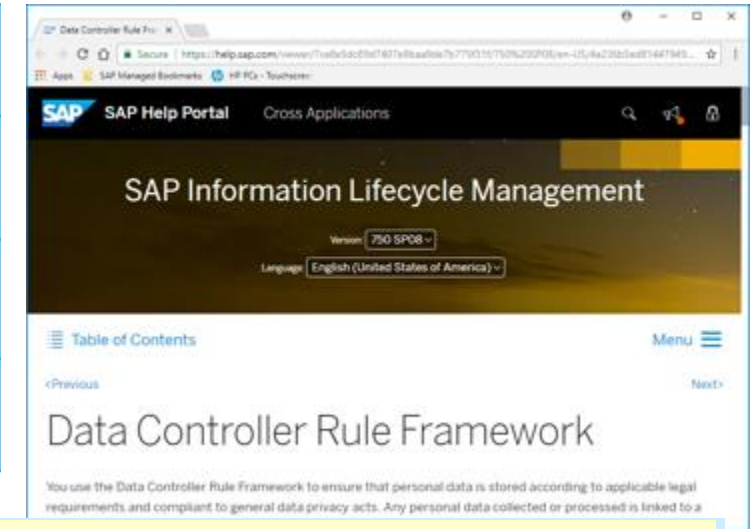 Data Controller Rule Fra
Secure | https://help.sap.com/viewer/
Apps SAP Managed Bookmarks HP PCs - Touchscreen
SAP SAP Help Portal Cross Applications
SAP Information Lifecycle Management
Version: 750 SP08
Language: English (United States of America)
Table of Contents Menu
<Previous Next>
Data Controller Rule Framework
You use the Data Controller Rule Framework to ensure that personal data is stored according to applicable legal
requirements and compliant to general data privacy acts. Any personal data collected or processed is linked to a